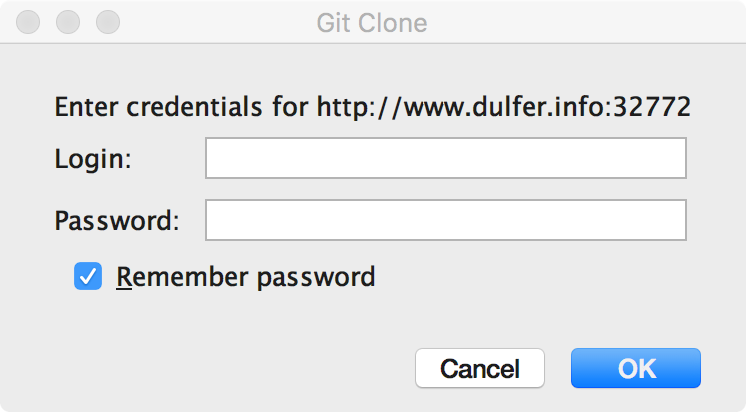 Git Clone
Enter credentials for http://www.dulfer.info:32772
Login:
Password:
Remember password
Cancel OK